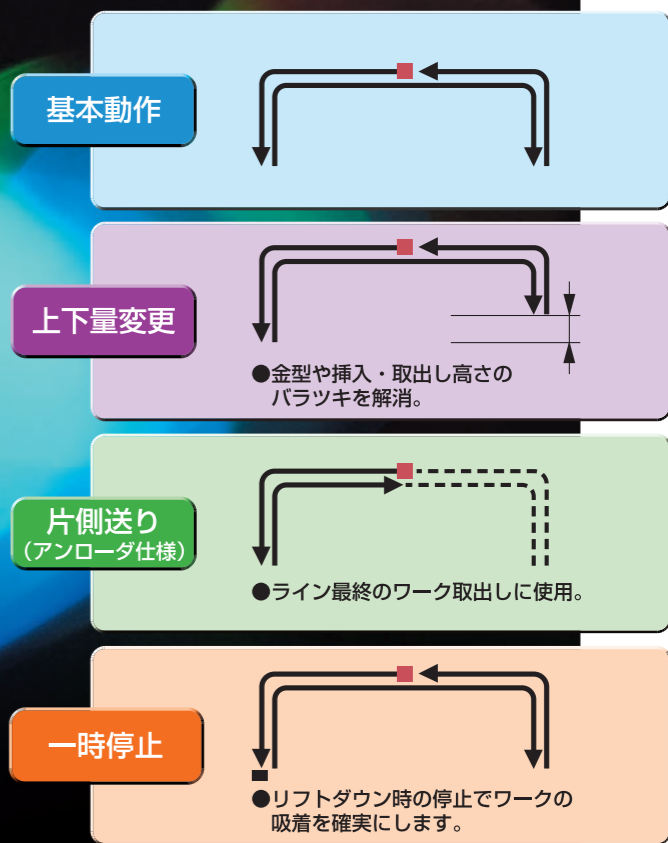 基本動作
上下量変更
●金型や挿入・取出し高さの
バラツキを解消。
片側送り
（アンローダ仕様）
●ライン最終のワーク取出しに使用。
一時停止
●リフトダウン時の停止でワークの
吸着を確実にします。